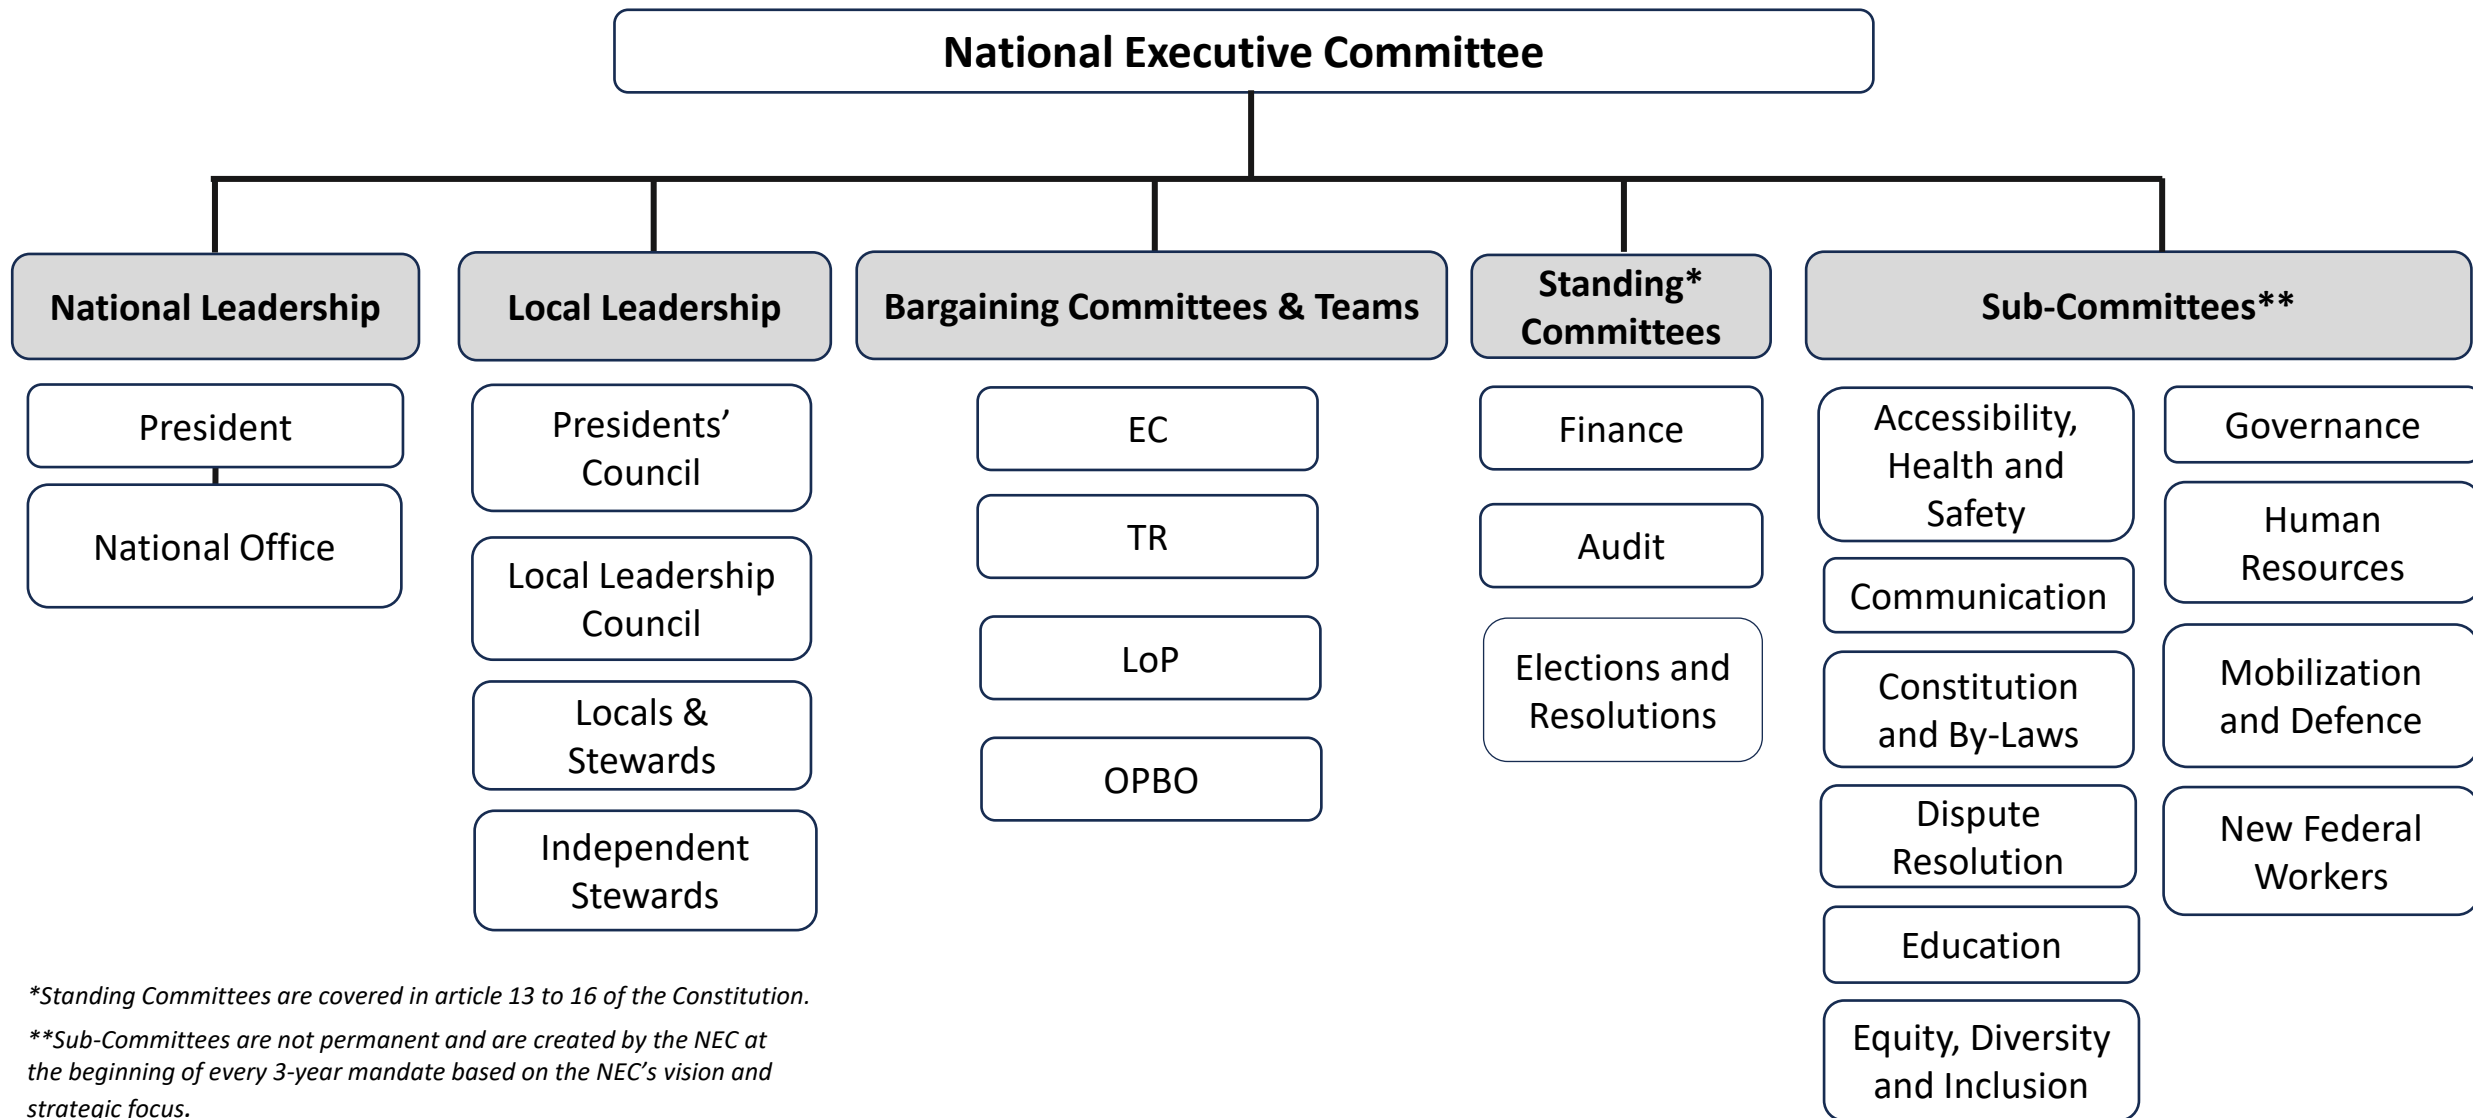 National Executive Committee
National Leadership
President
National Office
Local Leadership
Presidents’
Council
Local Leadership
Council
Locals &
Stewards
Independent
Stewards
Bargaining Committees & Teams
EC
TR
LoP
OPBO
Standing*
Committees
Finance
Audit
Elections and
Resolutions
Sub-Committees**
Accessibility,
Health and
Safety
Communication
Constitution
and By-Laws
Dispute
Resolution
Education
Equity, Diversity
and Inclusion
Governance
Human
Resources
Mobilization
and Defence
New Federal
Workers
*Standing Committees are covered in article 13 to 16 of the Constitution.
**Sub-Committees are not permanent and are created by the NEC at
the beginning of every 3-year mandate based on the NEC’s vision and
strategic focus.